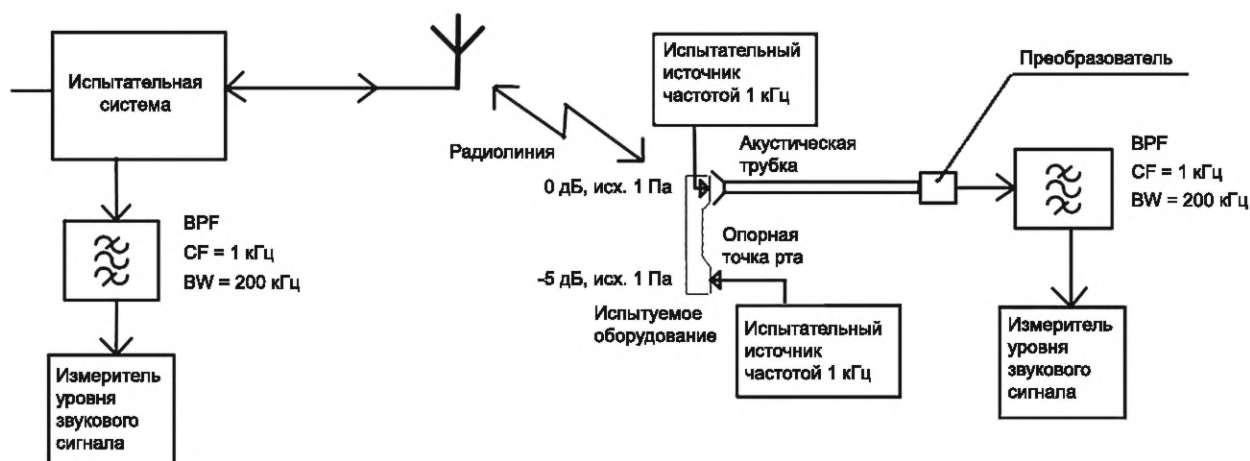 Испытательная
система
Радиолиния
BPF
CF = 1 кГц
BW = 200 кГц
Измеритель
уровня
звукового
сигнала
Испытательный
источник
частотой 1 кГц
Преобразователь
Акустическая
трубка
0 дБ, исх. 1 Па
Опорная
точка рта
-5 дБ, исх. 1 Па
Испытуемое
оборудование
Испытательный
источник
частотой 1 кГц
BPF
CF = 1 кГц
BW = 200 кГц
Измеритель
уровня
звукового
сигнала